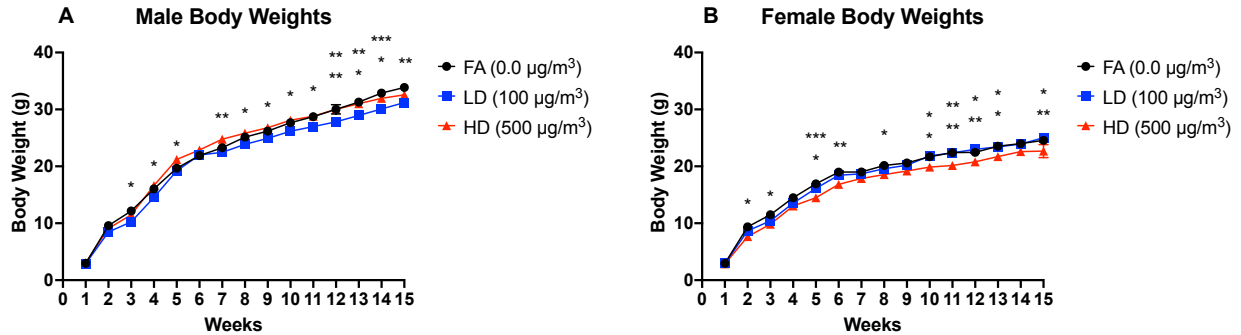 A Male Body Weights
** ** ***
* ** * * * * ** * * **
* * *
40
30
20
10
0
Body Weight (g)
0 1 2 3 4 5 6 7 8 9 10 11 12 13 14 15
Weeks
FA (0.0 µg/m³)
LD (100 µg/m³)
HD (500 µg/m³)
B Female Body Weights
* ** * * *
*** ** * * ** ** * **
*
* *
40
30
20
10
0
Body Weight (g)
0 1 2 3 4 5 6 7 8 9 10 11 12 13 14 15
Weeks
FA (0.0 µg/m³)
LD (100 µg/m³)
HD (500 µg/m³)